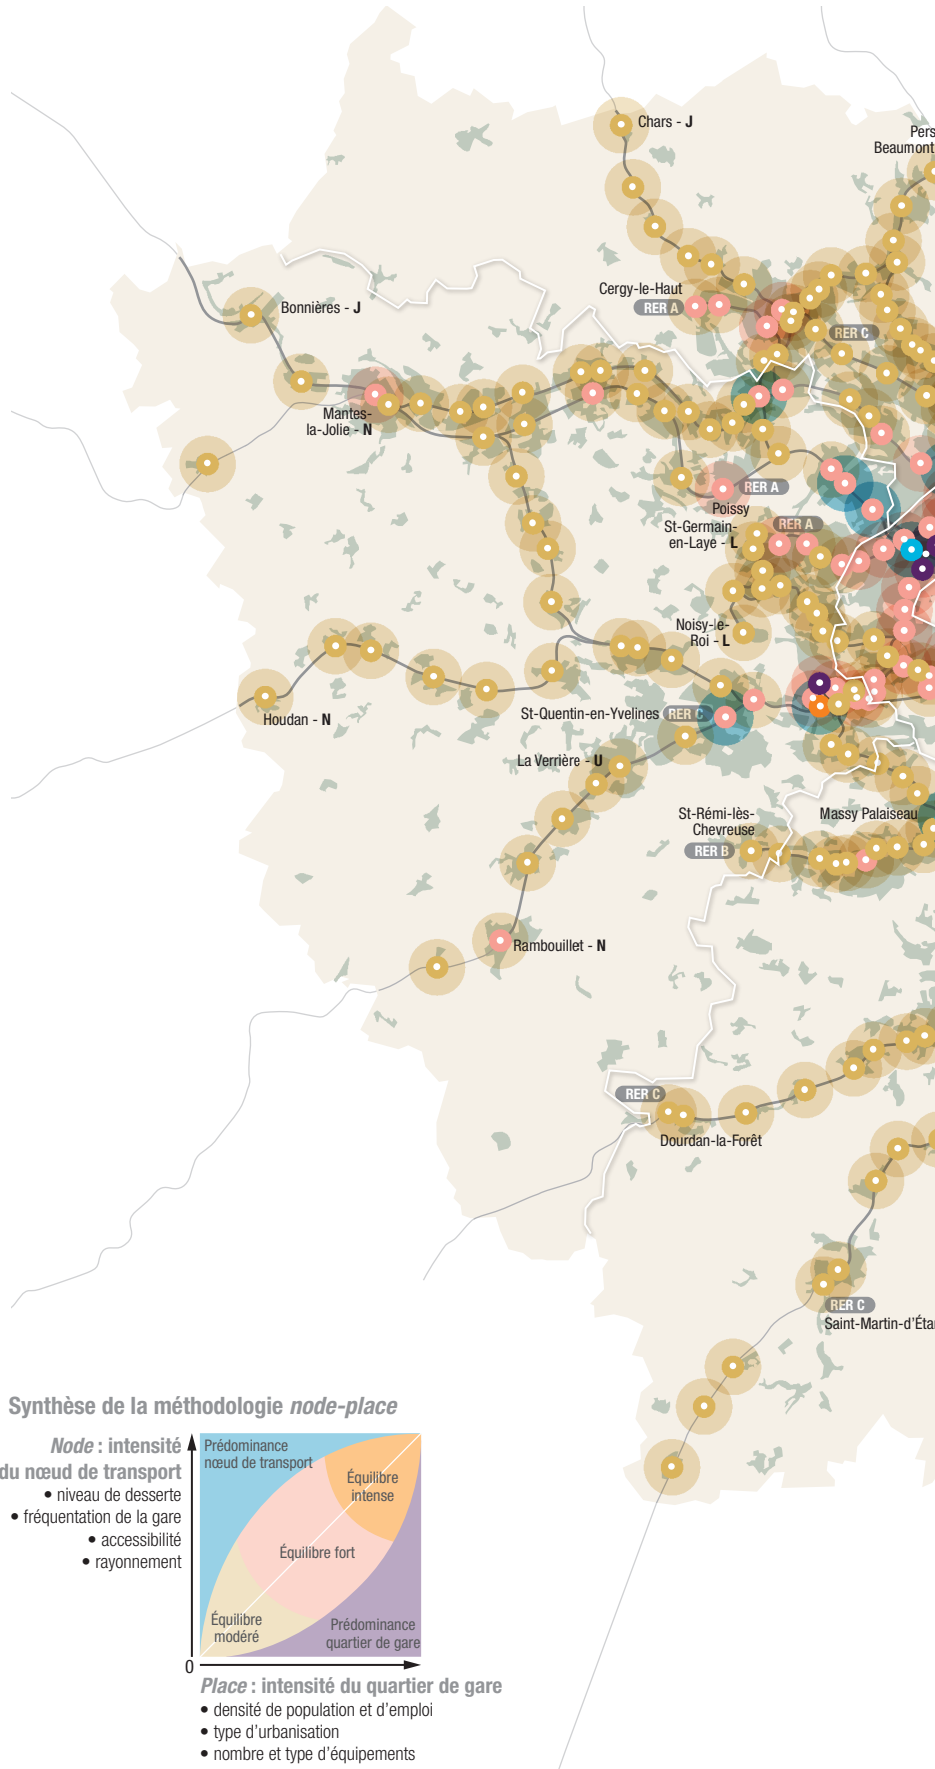 Chars - J
Pers
Beaumont
Cergy-le-Haut
RER A
Bonnières - J
RER C
Mantes-
la-Jolie - N
RER A
Poissy
St-Germain-
en-Laye - L
RER A
Noisy-le-
Roi - L
Houdan - N
St-Quentin-en-Yvelines RER C
La Verrière - U
St-Rémi-lès-
Chevreuse
RER B
Massy Palaiseau
Rambouillet - N
RER C
Dourdan-la-Forêt
RER C
Saint-Martin-d'Éta
Synthèse de la méthodologie node-place
Node : intensité
du nœud de transport
• niveau de desserte
• fréquentation de la gare
• accessibilité
• rayonnement
Prédominance
nœud de transport
Équilibre
intense
Équilibre fort
Équilibre
modéré
Prédominance
quartier de gare
0
Place : intensité du quartier de gare
• densité de population et d'emploi
• type d'urbanisation
• nombre et type d'équipements